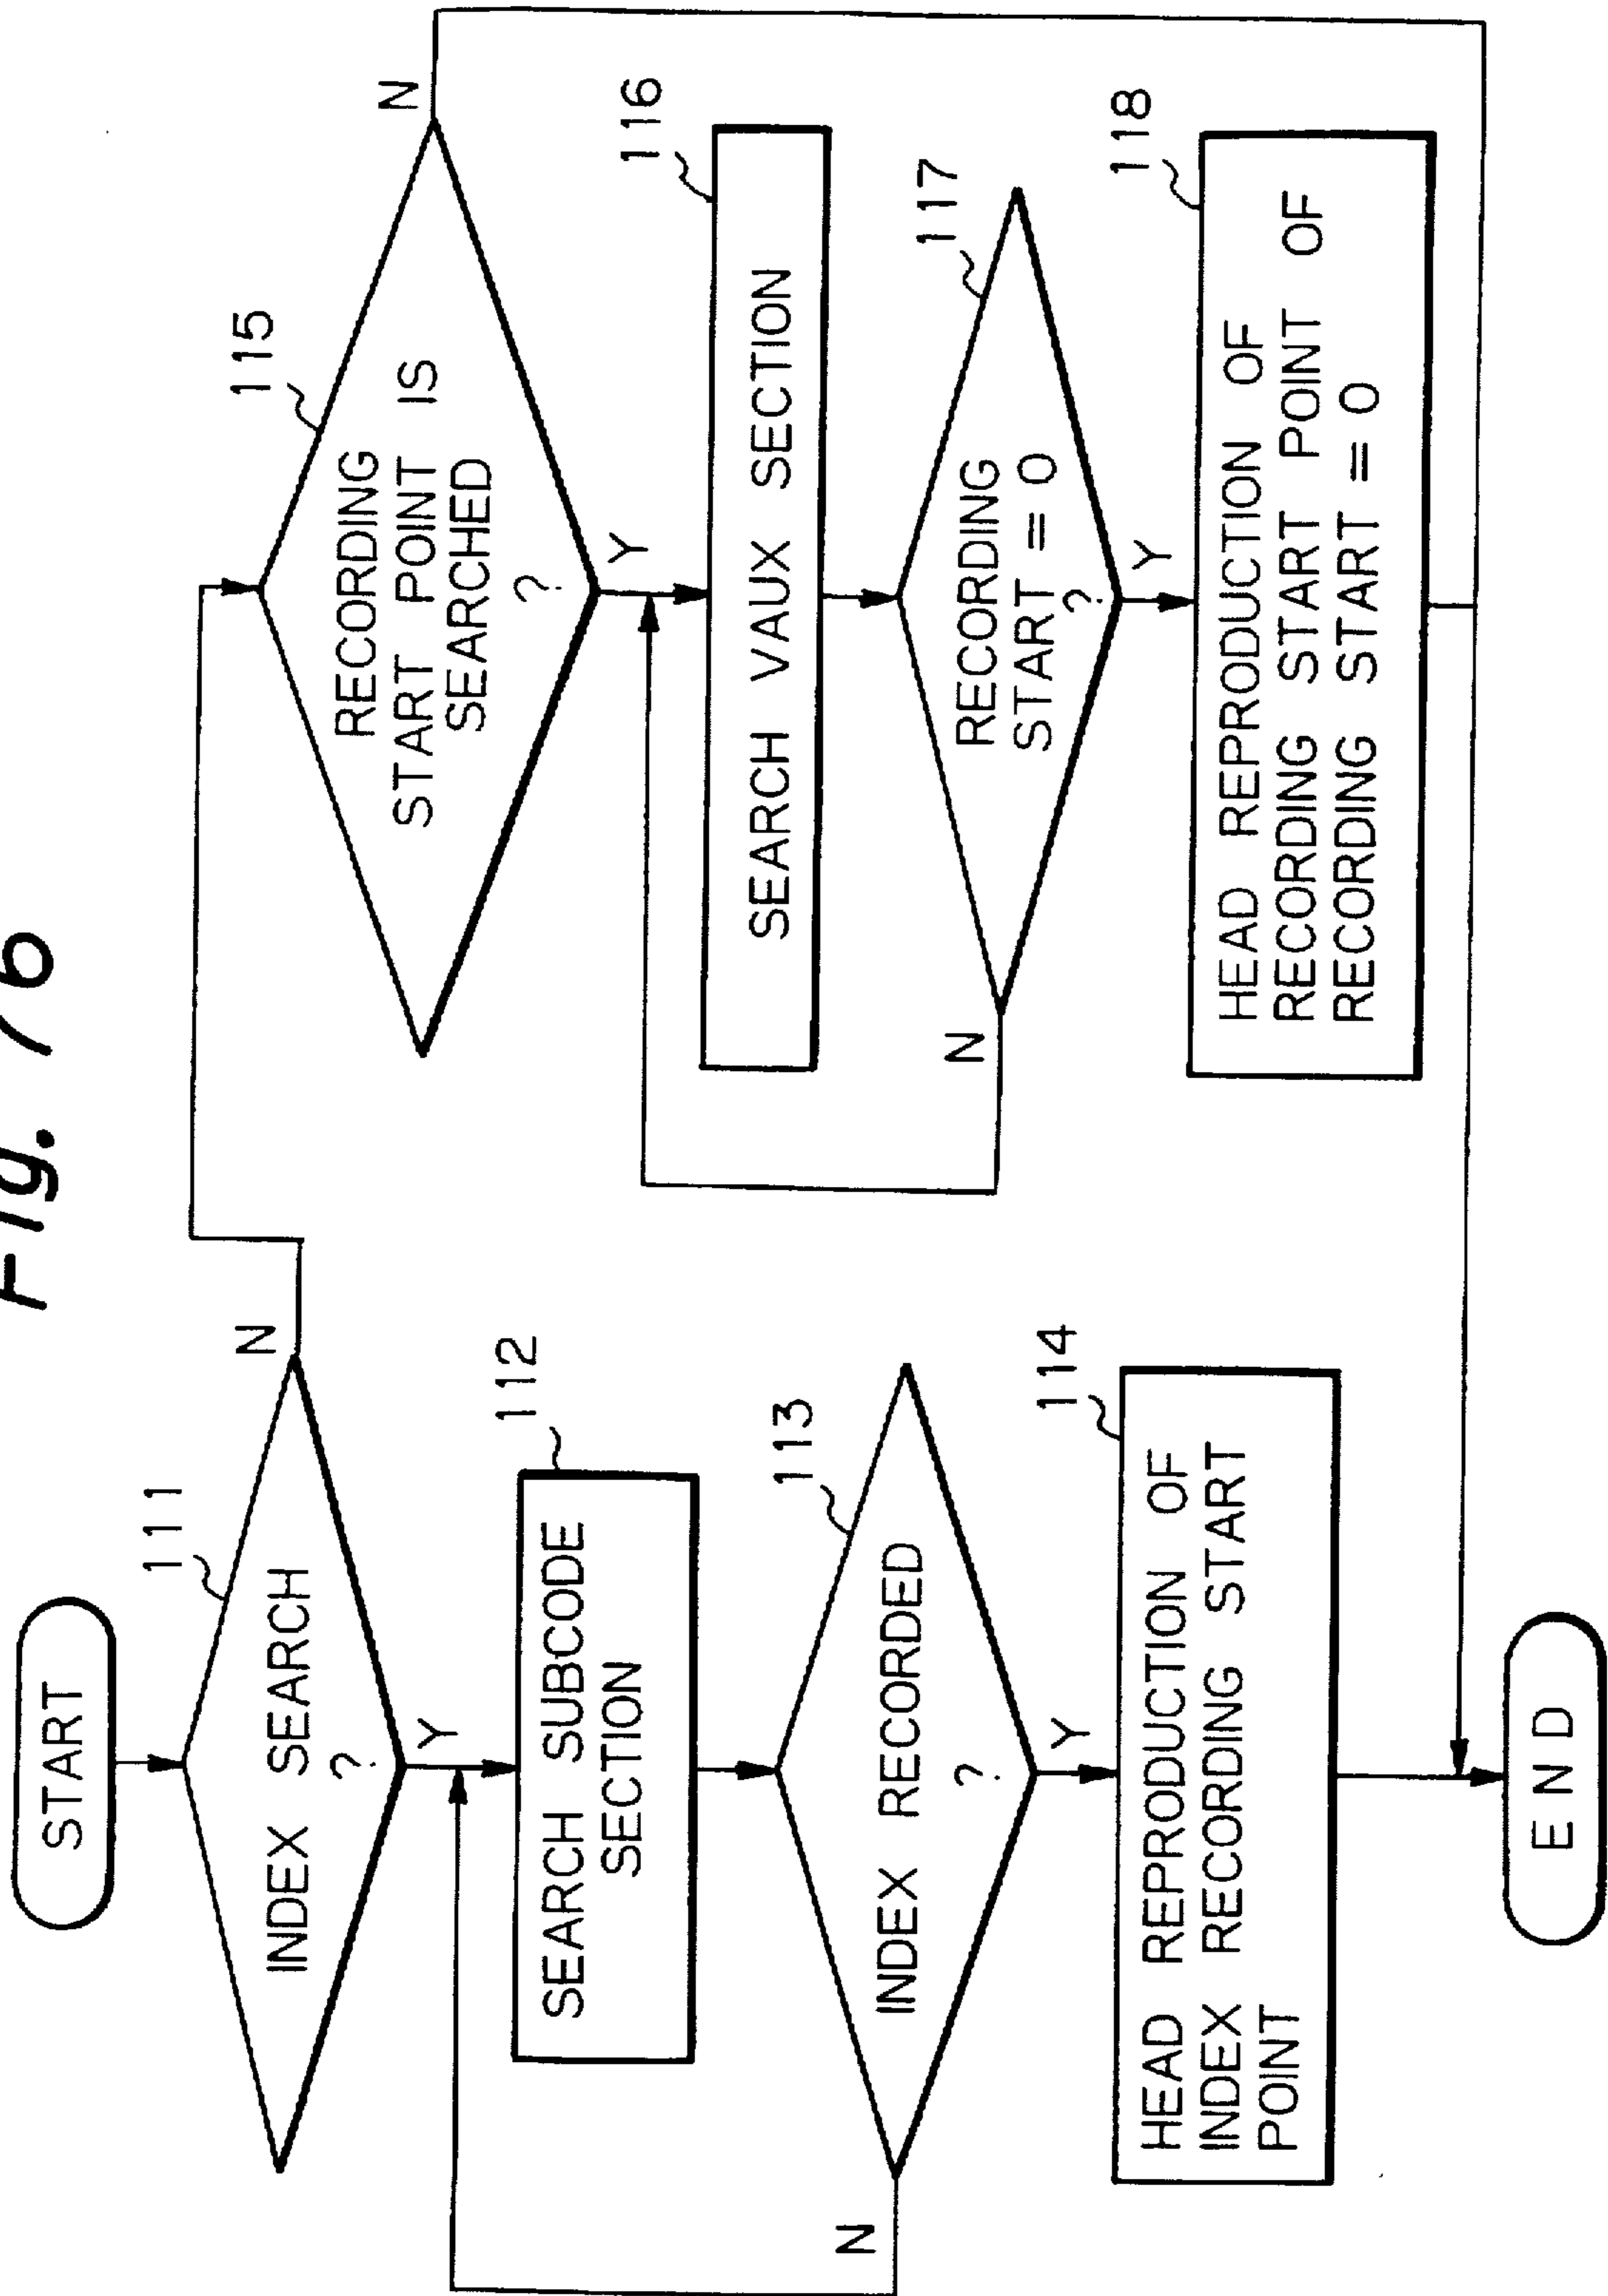 Fig.
START
111
INDEX SEARCH
?
N
Y
112
SEARCH SUBCODE
SECTION
113
INDEX RECORDED
?
N
Y
114
HEAD REPRODUCTION OF
INDEX RECORDING START
POINT
END
115
RECORDING
START POINT IS
SEARCHED
?
N
Y
116
SEARCH VAUX SECTION
117
RECORDING
START = 0
?
N
Y
118
HEAD REPRODUCTION OF
RECORDING START POINT OF
RECORDING START = 0